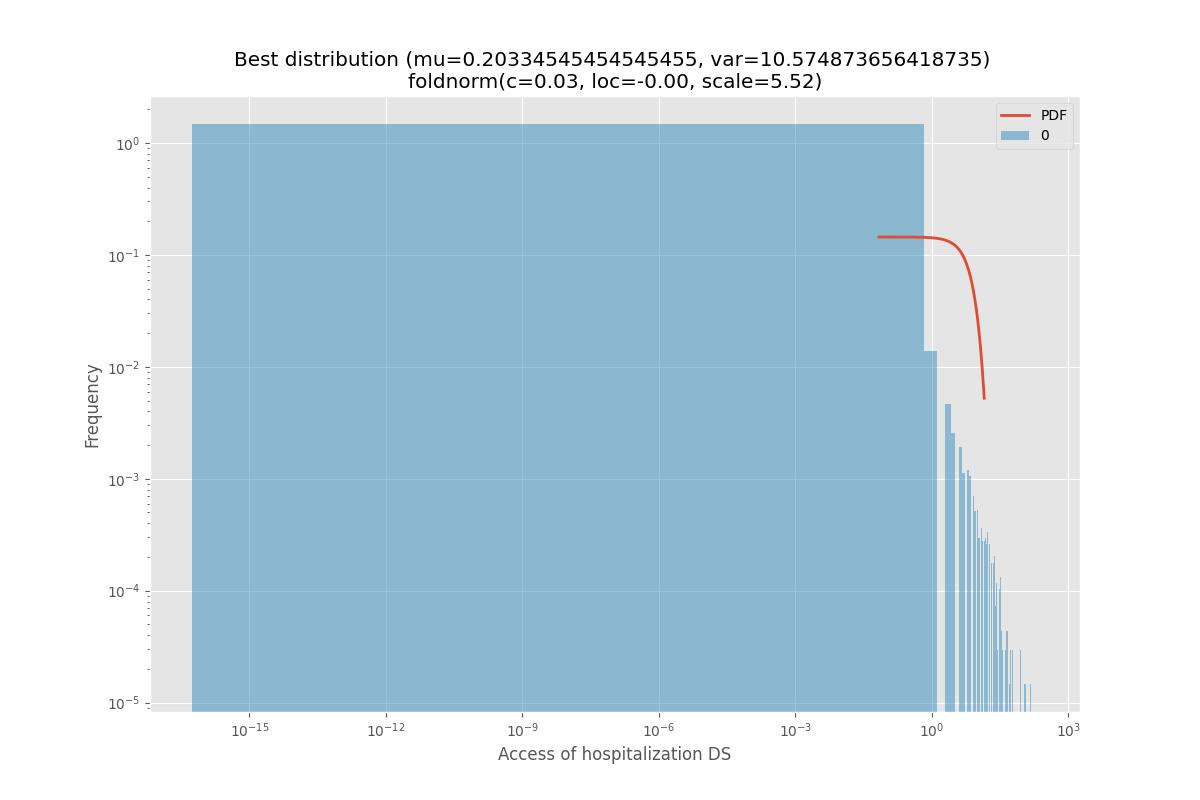 Best distribution (mu=0.20334545454545455, var=10.574873656418735)
foldnorm(c=0.03, loc=-0.00, scale=5.52)
PDF
0
10⁰
10⁻¹
10⁻²
10⁻³
10⁻⁴
10⁻⁵
Frequency
10⁻¹⁵ 10⁻¹² 10⁻⁹ 10⁻⁶ 10⁻³ 10⁰ 10³
Access of hospitalization DS